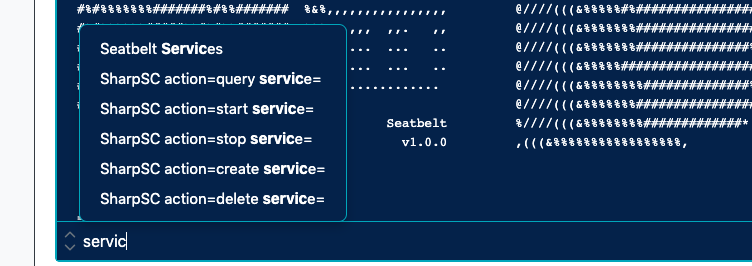 #%#%%%%%%#######%#%%#######  %&%,,,,,,,,,,,,,,,,         @////(((&%%%%%#%##############
Seatbelt Services
SharpSC action=query service=
SharpSC action=start service=
SharpSC action=stop service=
SharpSC action=create service=
SharpSC action=delete service=
Seatbelt         %////(((&%%%%%%%%#############*
v1.0.0         ,(((&%%%%%%%%%%%%%%%%%,
servic